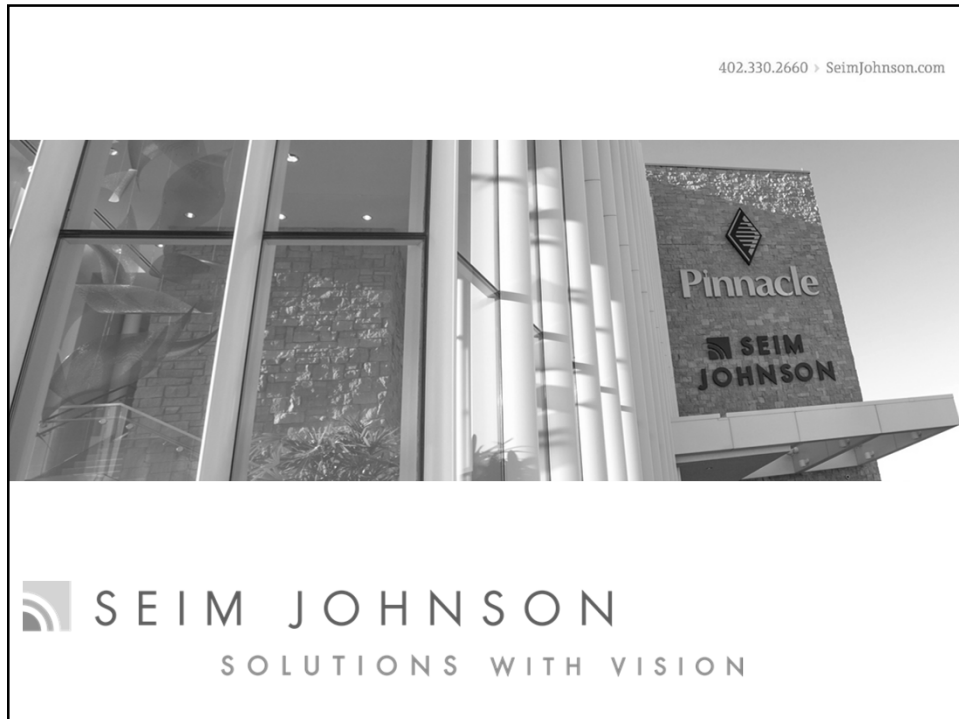 402.330.2660 › SeimJohnson.com
Pinnacle
SEIM
JOHNSON
SEIM JOHNSON
SOLUTIONS WITH VISION